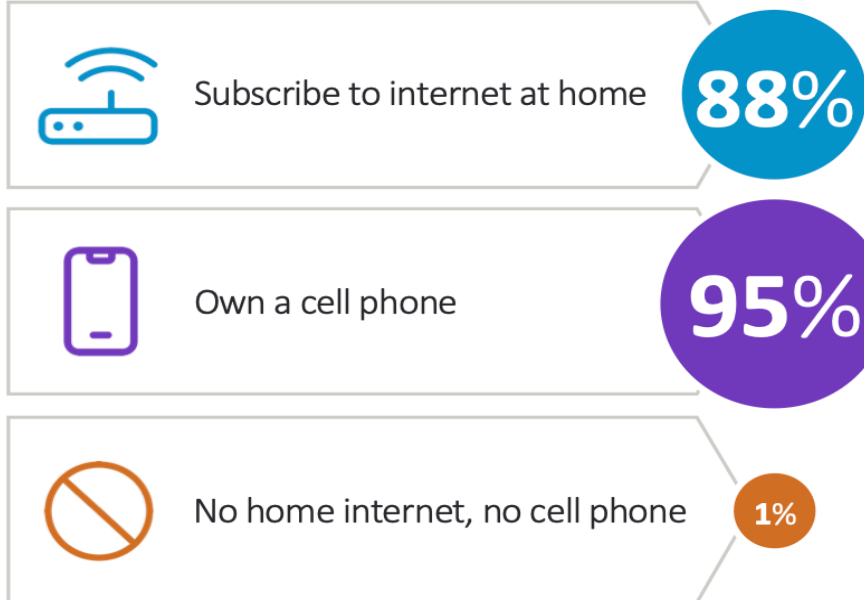 Subscribe to internet at home
88%
Own a cell phone
95%
No home internet, no cell phone
1%